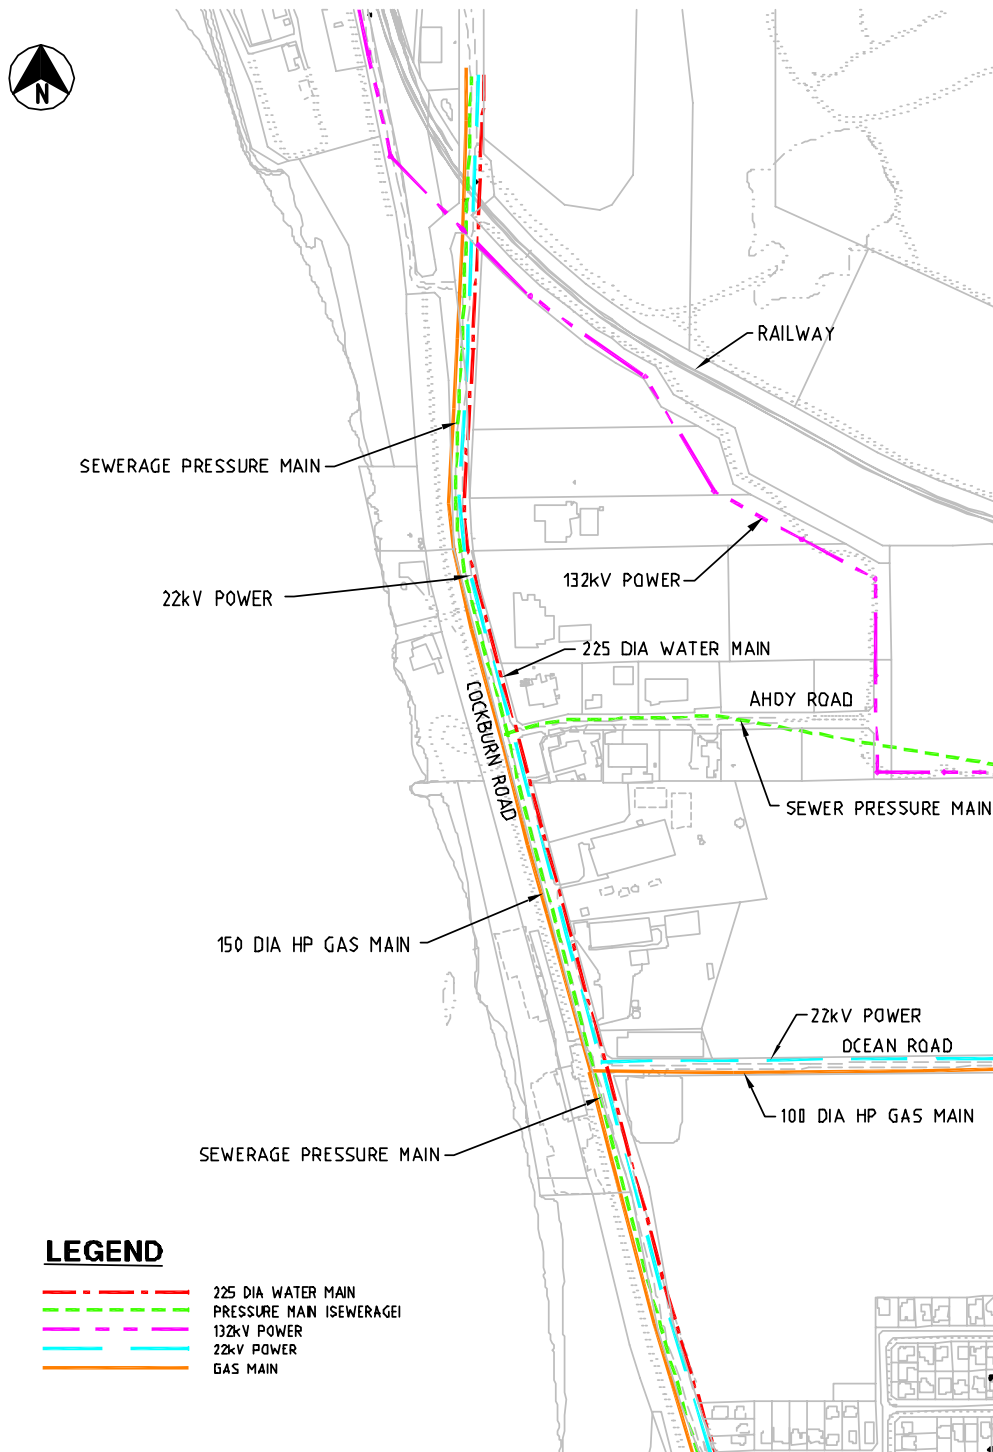 N
RAILWAY
SEWERAGE PRESSURE MAIN
132kV POWER
22kV POWER
225 DIA WATER MAIN
COCKBURN ROAD
AHOY ROAD
SEWER PRESSURE MAIN
150 DIA HP GAS MAIN
22kV POWER
OCEAN ROAD
100 DIA HP GAS MAIN
SEWERAGE PRESSURE MAIN
LEGEND
225 DIA WATER MAIN
PRESSURE MAIN (SEWERAGE)
132kV POWER
22kV POWER
GAS MAIN